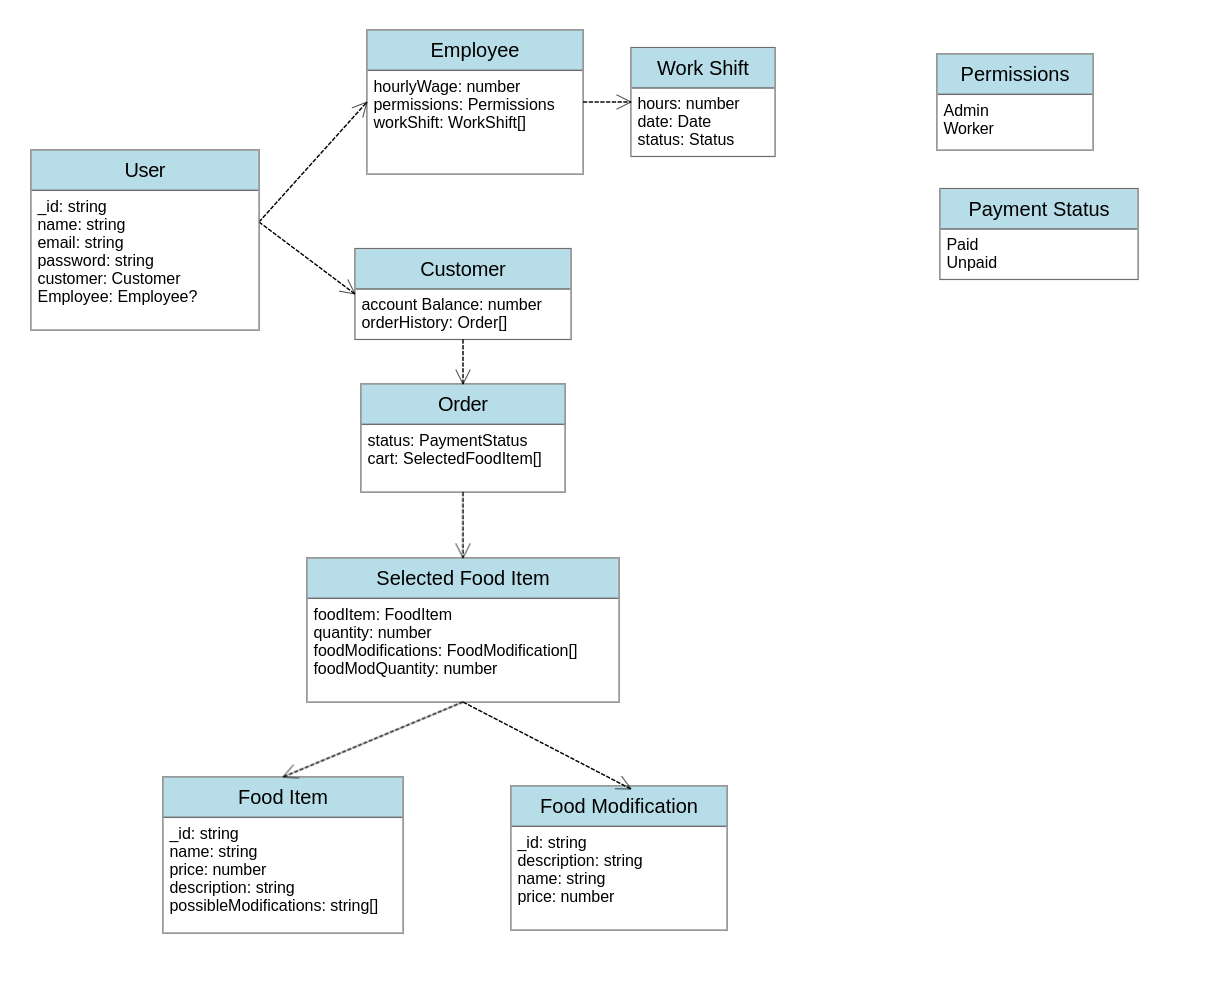 Employee
hourlyWage: number
permissions: Permissions
workShift: WorkShift[]
Work Shift
hours: number
date: Date
status: Status
Permissions
Admin
Worker
User
_id: string
name: string
email: string
password: string
customer: Customer
Employee: Employee?
Payment Status
Paid
Unpaid
Customer
account Balance: number
orderHistory: Order[]
Order
status: PaymentStatus
cart: SelectedFoodItem[]
Selected Food Item
foodItem: FoodItem
quantity: number
foodModifications: FoodModification[]
foodModQuantity: number
Food Item
_id: string
name: string
price: number
description: string
possibleModifications: string[]
Food Modification
_id: string
description: string
name: string
price: number